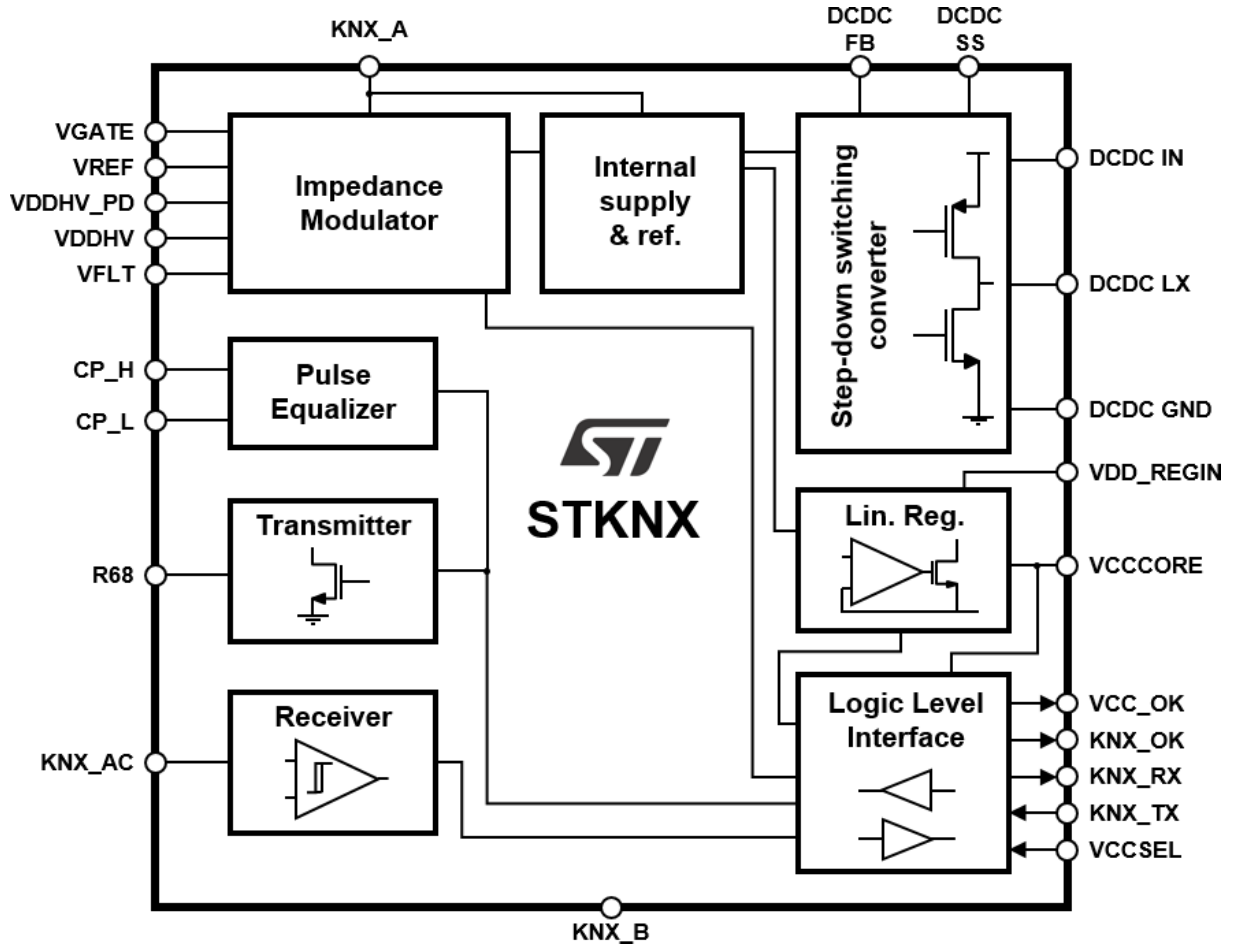 KNX_A
DCDC
FB
DCDC
SS
VGATE
VREF
VDDHV_PD
VDDHV
VFLT
Impedance
Modulator
Internal
supply
& ref.
Step-down switching
converter
DCDC IN
DCDC LX
DCDC GND
CP_H
CP_L
Pulse
Equalizer
ST
STKNX
VDD_REGIN
Lin. Reg.
VCCCORE
R68
Transmitter
KNX_AC
Receiver
Logic Level
Interface
VCC_OK
KNX_OK
KNX_RX
KNX_TX
VCCSEL
KNX_B